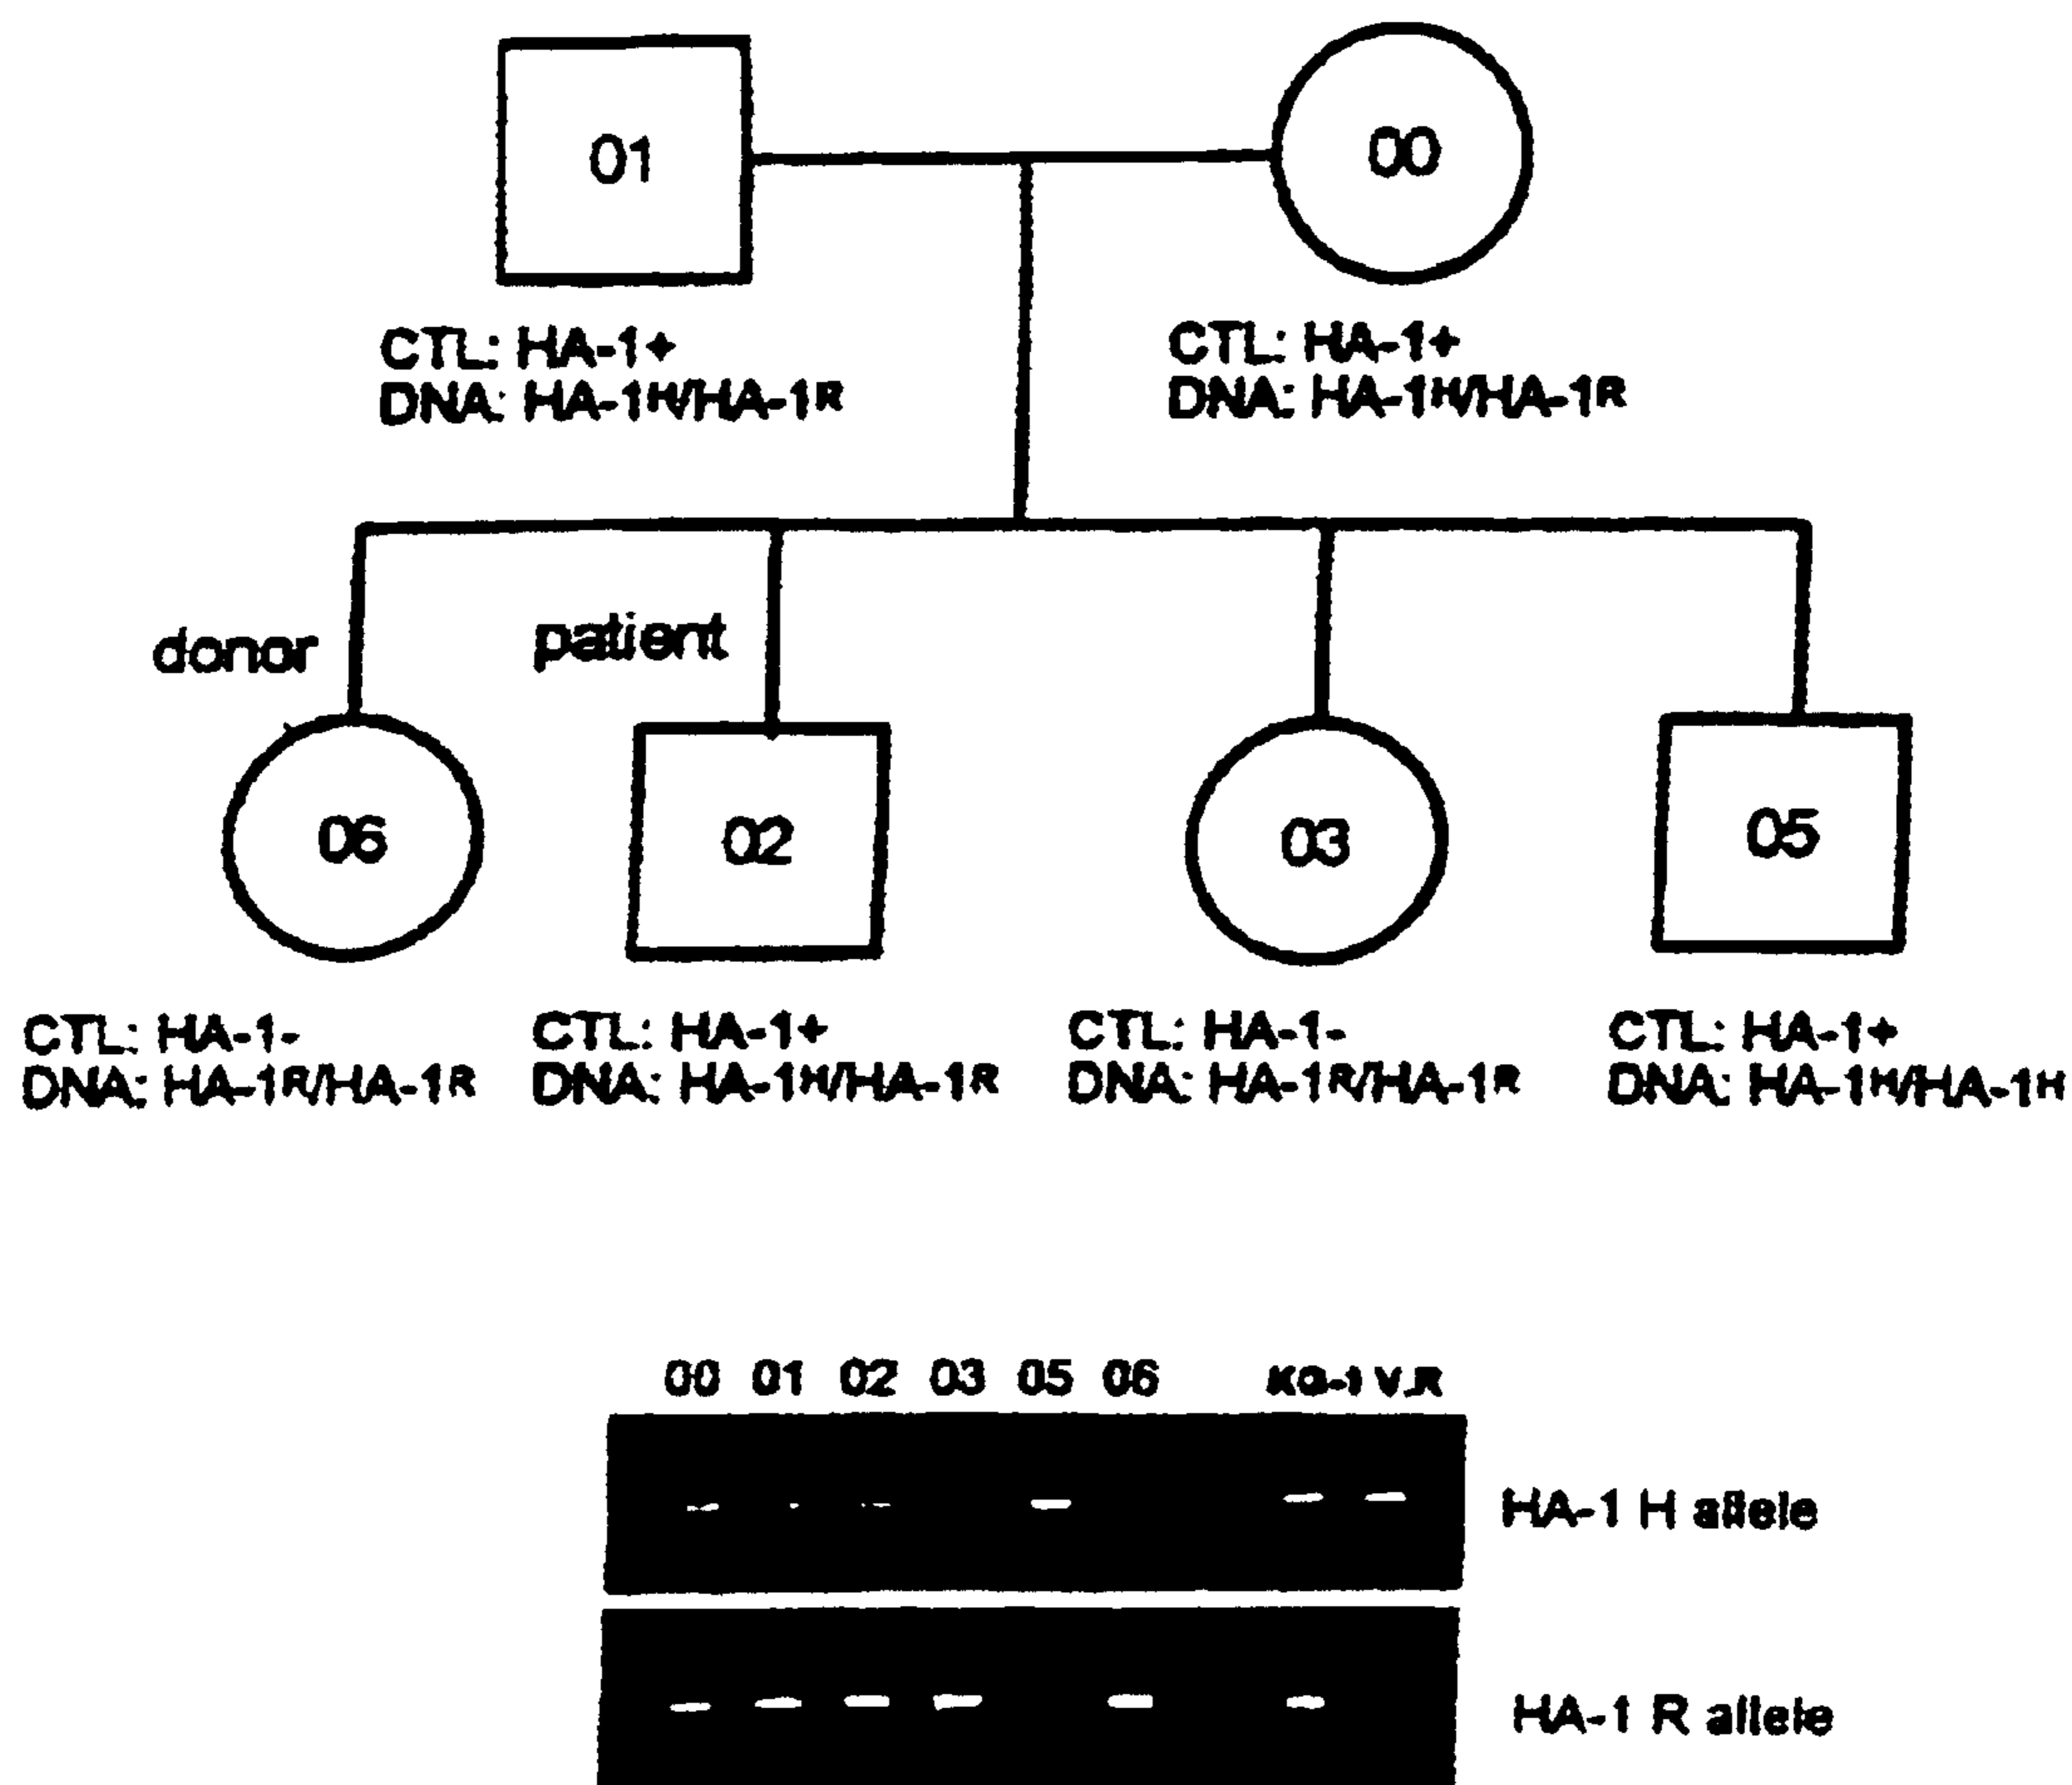 01
00
CTL: HA-1+
DNA: HA-1H/HA-1R
CTL: HA-1+
DNA: HA-1H/HA-1R
donor
patient
06
02
03
05
CTL: HA-1-
DNA: HA-1R/HA-1R
CTL: HA-1+
DNA: HA-1H/HA-1R
CTL: HA-1-
DNA: HA-1R/HA-1R
CTL: HA-1+
DNA: HA-1H/HA-1H
00 01 02 03 05 06 KG-1 V.R
HA-1 H allele
HA-1 R allele